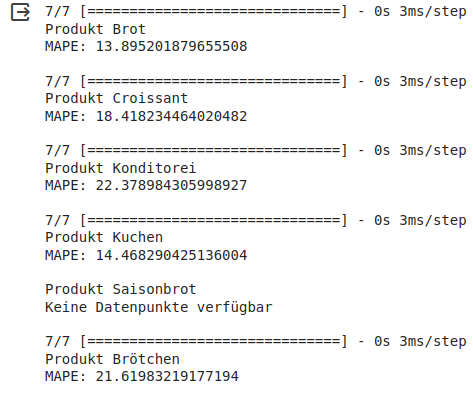 7/7 [==============================] - 0s 3ms/step
Produkt Brot
MAPE: 13.895201879655508
7/7 [==============================] - 0s 3ms/step
Produkt Croissant
MAPE: 18.418234464020482
7/7 [==============================] - 0s 3ms/step
Produkt Konditorei
MAPE: 22.378984305998927
7/7 [==============================] - 0s 3ms/step
Produkt Kuchen
MAPE: 14.468290425136004
Produkt Saisonbrot
Keine Datenpunkte verfügbar
7/7 [==============================] - 0s 3ms/step
Produkt Brötchen
MAPE: 21.61983219177194